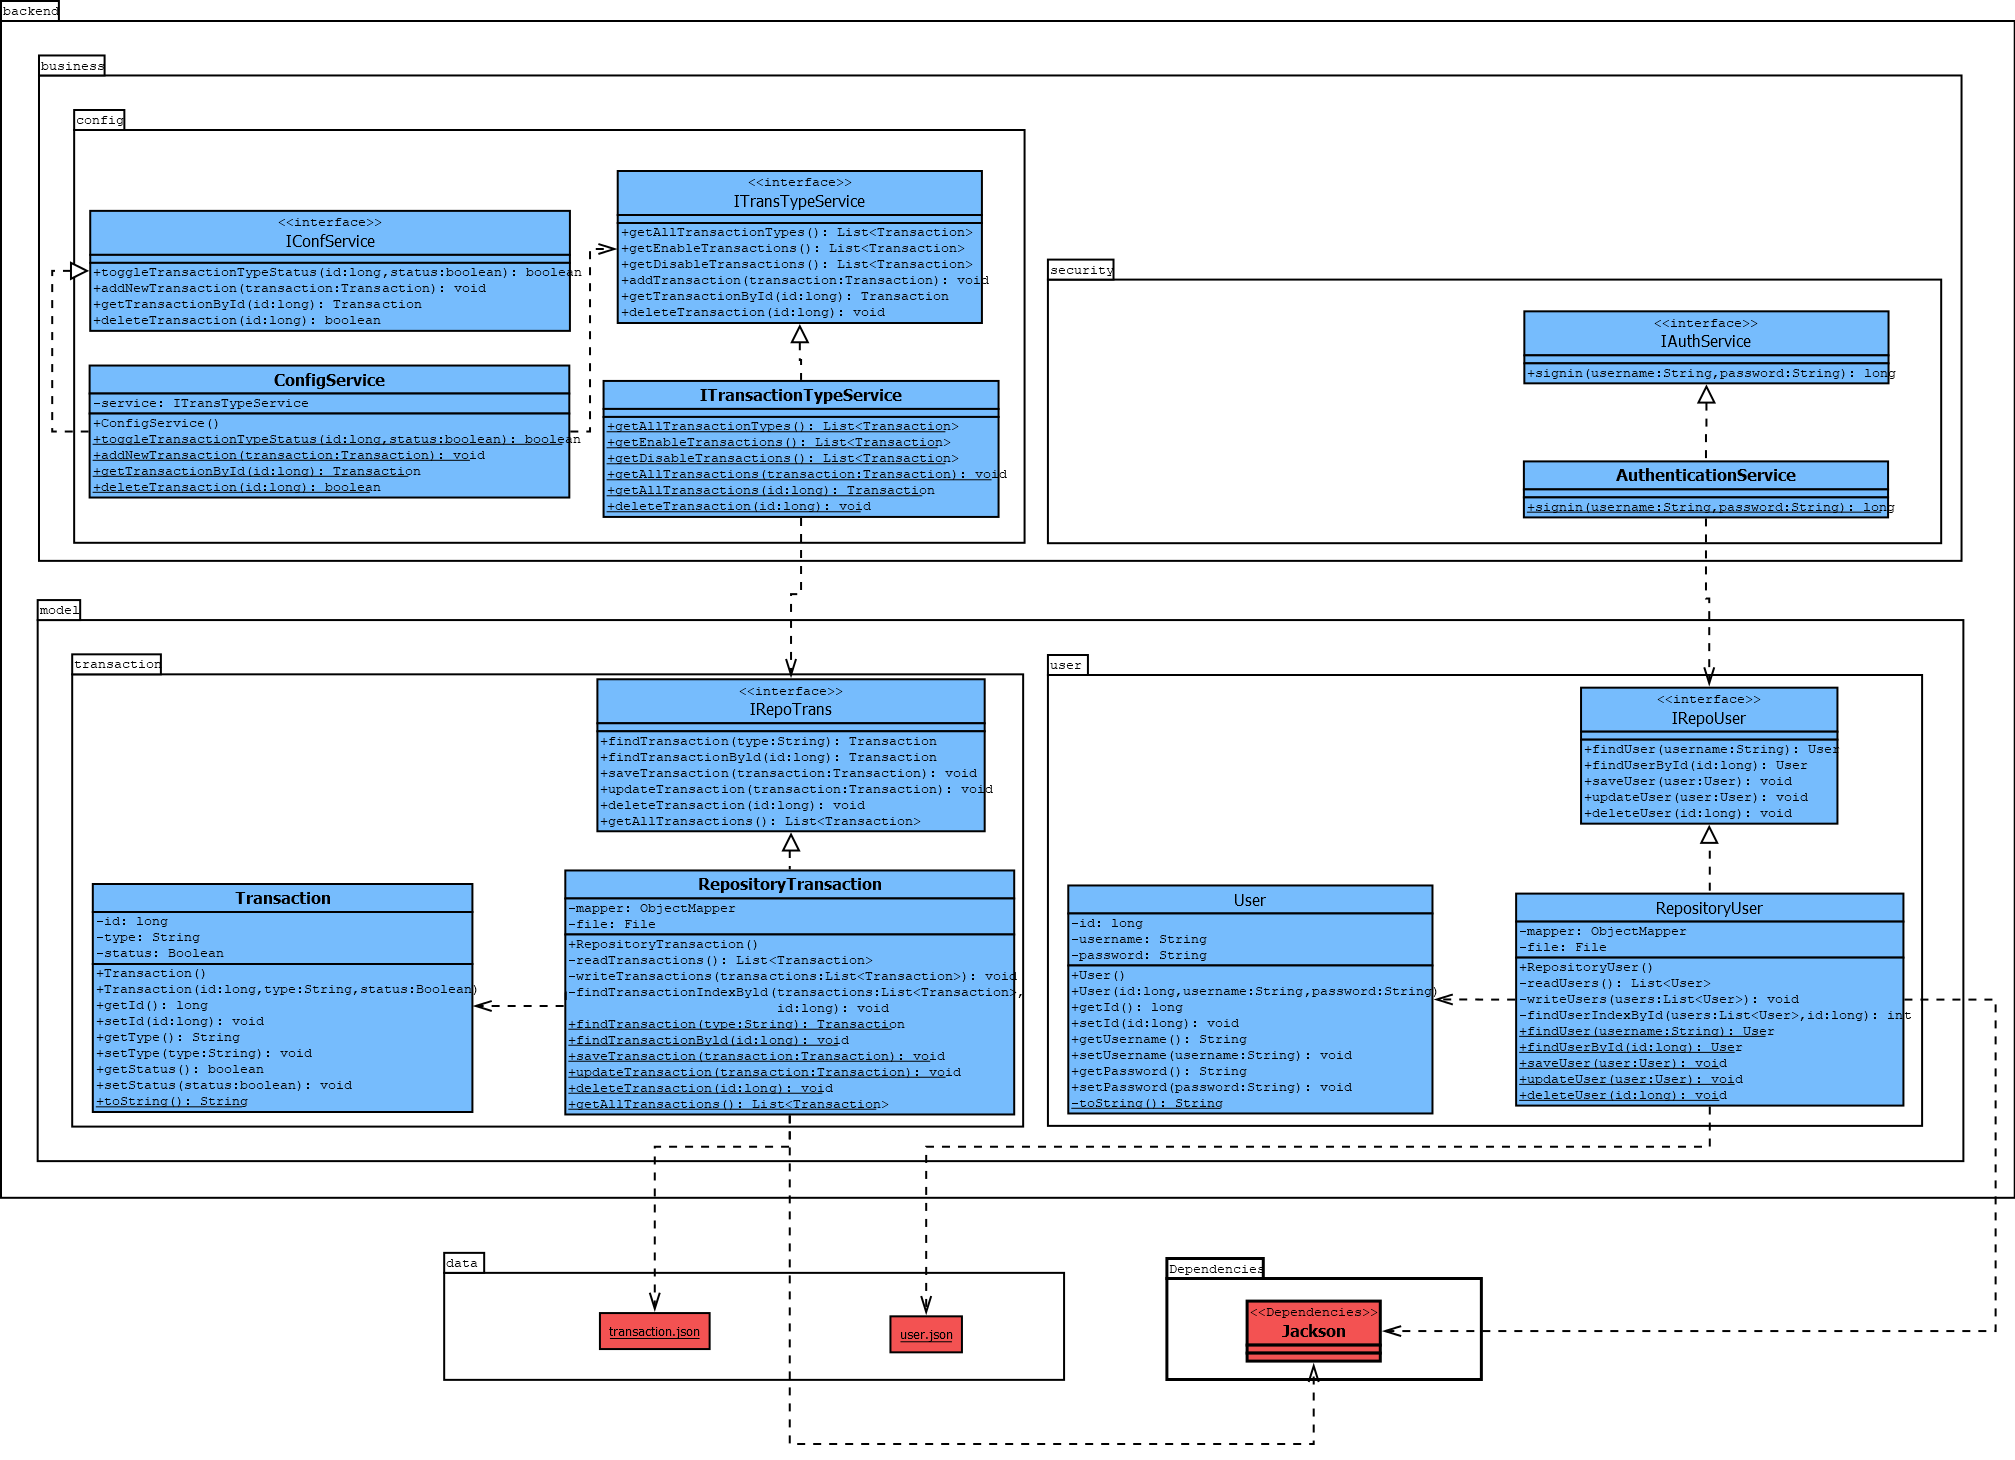 backend
business
config
<<interface>>
IConfService
+toggleTransactionTypeStatus(id:long,status:boolean): boolean
+addNewTransaction(transaction:Transaction): void
+getTransactionById(id:long): Transaction
+deleteTransaction(id:long): boolean
<<interface>>
ITransTypeService
+getAllTransactionTypes(): List<Transaction>
+getEnableTransactions(): List<Transaction>
+getDisableTransactions(): List<Transaction>
+addTransaction(transaction:Transaction): void
+getTransactionById(id:long): Transaction
+deleteTransaction(id:long): void
ConfigService
-service: ITransTypeService
+ConfigService()
+toggleTransactionTypeStatus(id:long,status:boolean): boolean
+addNewTransaction(transaction:Transaction): void
+getTransactionById(id:long): Transaction
+deleteTransaction(id:long): boolean
ITransactionTypeService
+getAllTransactionTypes(): List<Transaction>
+getEnableTransactions(): List<Transaction>
+getDisableTransactions(): List<Transaction>
+getAllTransactions(transaction:Transaction): void
+getAllTransactions(id:long): Transaction
+deleteTransaction(id:long): void
security
<<interface>>
IAuthService
+signin(username:String,password:String): long
AuthenticationService
+signin(username:String,password:String): long
model
transaction
<<interface>>
IRepoTrans
+findTransaction(type:String): Transaction
+findTransactionByld(id:long): Transaction
+saveTransaction(transaction:Transaction): void
+updateTransaction(transaction:Transaction): void
+deleteTransaction(id:long): void
+getAllTransactions(): List<Transaction>
Transaction
-id: long
-type: String
-status: Boolean
+Transaction()
+Transaction(id:long,type:String,status:Boolean)
+getId(): long
+setId(id:long): void
+getType(): String
+setType(type:String): void
+getStatus(): boolean
+setStatus(status:boolean): void
+toString(): String
RepositoryTransaction
-mapper: ObjectMapper
-file: File
+RepositoryTransaction()
-readTransactions(): List<Transaction>
-writeTransactions(transactions:List<Transaction>): void
-findTransactionIndexByld(transactions:List<Transaction>,
id:long): void
+findTransaction(type:String): Transaction
+findTransactionByld(id:long): void
+saveTransaction(transaction:Transaction): void
+updateTransaction(transaction:Transaction): void
+deleteTransaction(id:long): void
+getAllTransactions(): List<Transaction>
user
<<interface>>
IRepoUser
+findUser(username:String): User
+findUserById(id:long): User
+saveUser(user:User): void
+updateUser(user:User): void
+deleteUser(id:long): void
User
-id: long
-username: String
-password: String
+User()
+User(id:long,username:String,password:String)
+getId(): long
+setId(id:long): void
+getUsername(): String
+setUsername(username:String): void
+getPassword(): String
+setPassword(password:String): void
-toString(): String
RepositoryUser
-mapper: ObjectMapper
-file: File
+RepositoryUser()
-readUsers(): List<User>
-writeUsers(users:List<User>): void
-findUserIndexById(users:List<User>,id:long): int
+findUser(username:String): User
+findUserById(id:long): User
+saveUser(user:User): void
+updateUser(user:User): void
+deleteUser(id:long): void
data
transaction.json
user.json
Dependencies
<<Dependencies>>
Jackson